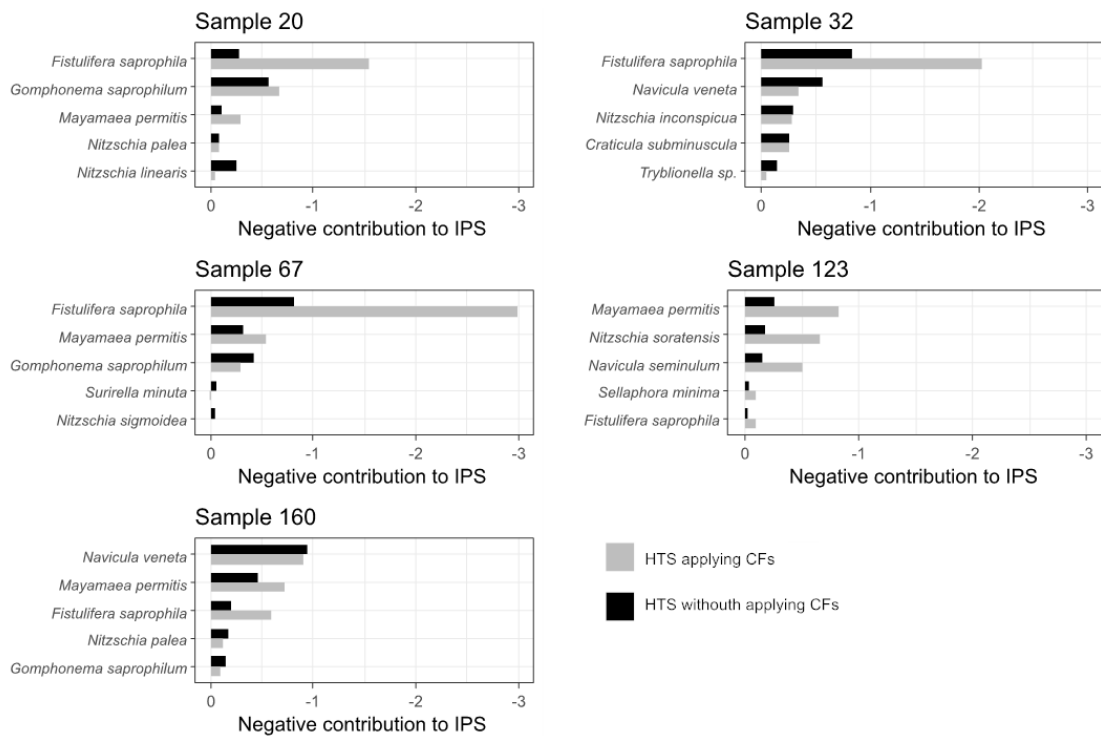 Sample 20
Fistulifera saprophila
Gomphonema saprophilum
Mayamaea permitis
Nitzschia palea
Nitzschia linearis
0 -1 -2 -3
Negative contribution to IPS
Sample 32
Fistulifera saprophila
Navicula veneta
Nitzschia inconspicua
Craticula subminuscula
Tryblionella sp.
0 -1 -2 -3
Negative contribution to IPS
Sample 67
Fistulifera saprophila
Mayamaea permitis
Gomphonema saprophilum
Surirella minuta
Nitzschia sigmoidea
0 -1 -2 -3
Negative contribution to IPS
Sample 123
Mayamaea permitis
Nitzschia soratensis
Navicula seminulum
Sellaphora minima
Fistulifera saprophila
0 -1 -2 -3
Negative contribution to IPS
Sample 160
Navicula veneta
Mayamaea permitis
Fistulifera saprophila
Nitzschia palea
Gomphonema saprophilum
0 -1 -2 -3
Negative contribution to IPS
HTS applying CFs
HTS withouth applying CFs